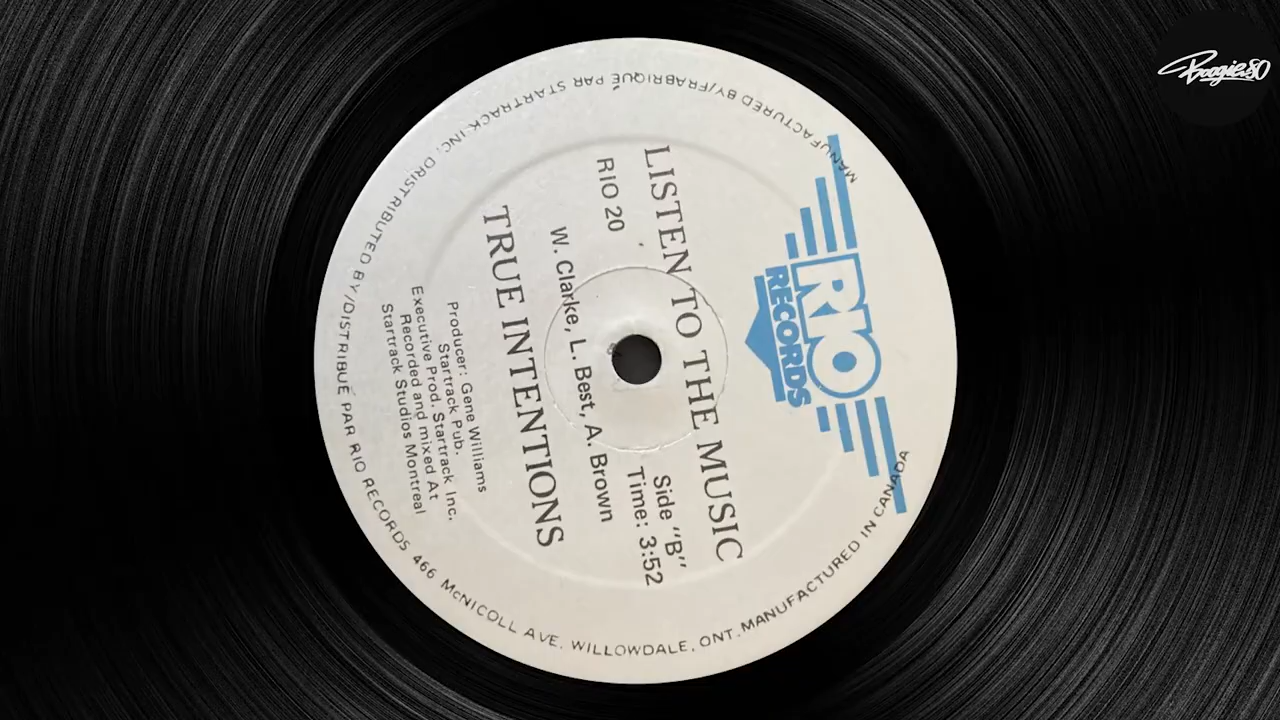 RIO
RECORDS
LISTEN TO THE MUSIC
RIO 20
Side "B"
Time: 3:52
W. Clarke, L. Best, A. Brown
TRUE INTENTIONS
Producer: Gene Williams
Startrack Pub.
Executive Prod. Startrack Inc.
Recorded and mixed At
Startrack Studios Montreal
MANUFACTURED BY/FRABRIQUÉ PAR STARTRACK INC. DRISTRIBUTED BY/DISTRIBUÉ PAR RIO RECORDS 466 McNICOLL AVE. WILLOWDALE, ONT. MANUFACTURED IN CANADA
Boogie80